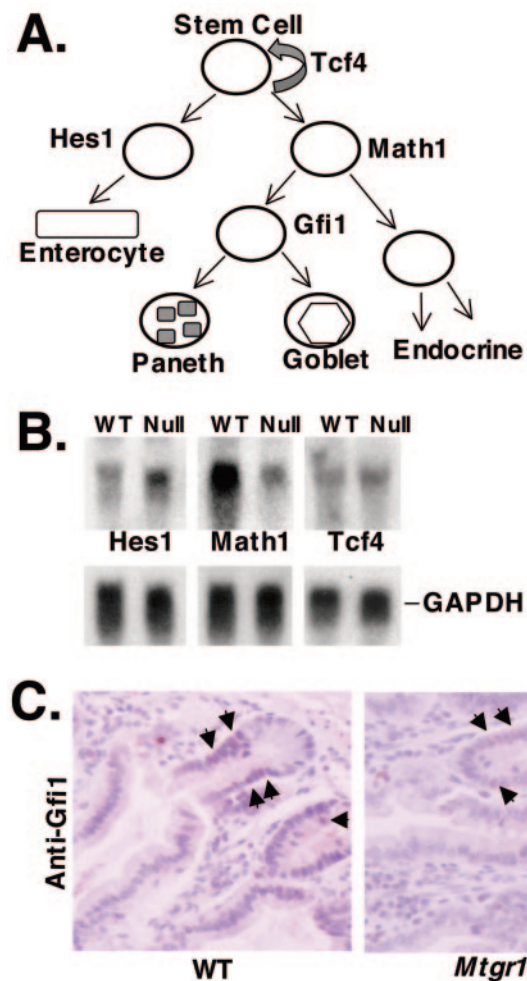 A.
Stem Cell
Tcf4
Hes1
Math1
Gfi1
Enterocyte
Paneth
Goblet
Endocrine
B.
WT Null WT Null WT Null
Hes1 Math1 Tcf4
–GAPDH
C.
Anti-Gfi1
WT
Mtgr1